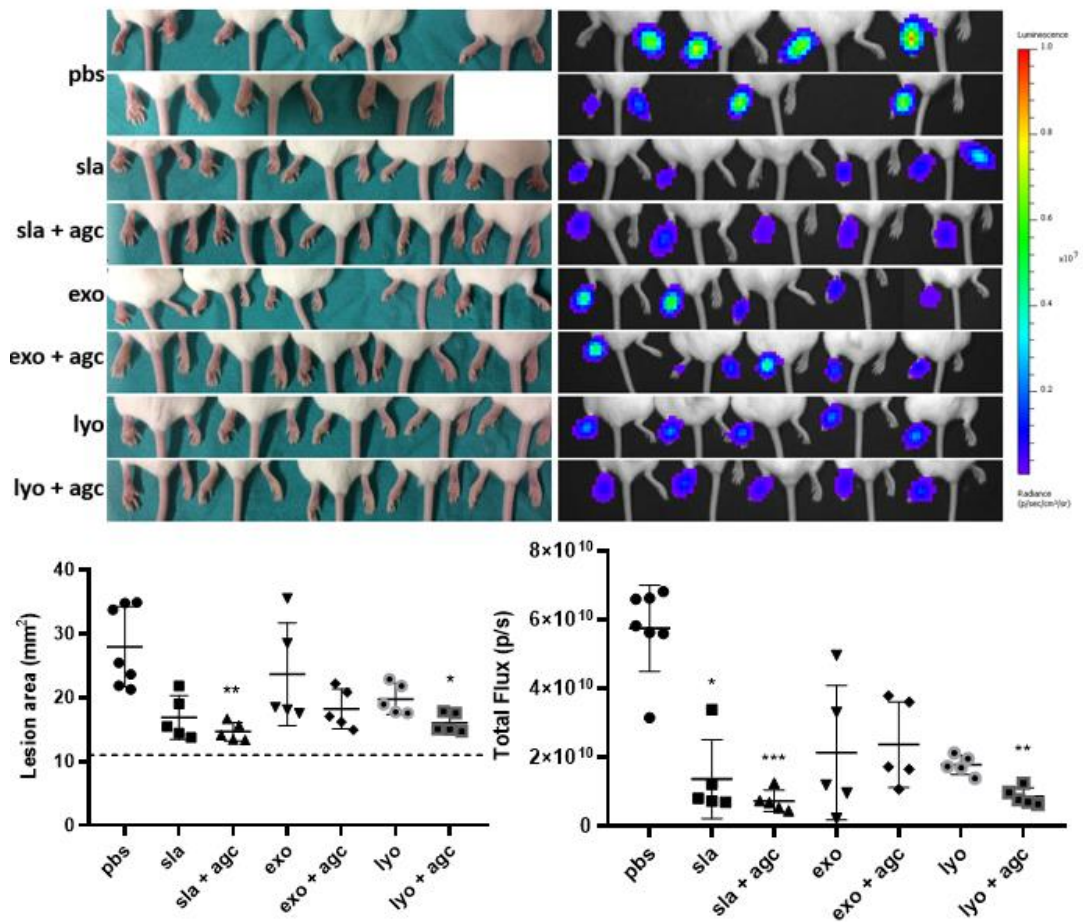 pbs
sla
sla + agc
exo
exo + agc
lyo
lyo + agc
Luminescence
1.0
0.8
0.6
x10⁷
0.4
0.2
Radiance
(p/sec/cm²/sr)
Lesion area (mm²)
40
30
20
10
0
**
*
pbs
sla
sla + agc
exo
exo + agc
lyo
lyo + agc
Total Flux (p/s)
8×10¹⁰
6×10¹⁰
4×10¹⁰
2×10¹⁰
0
*
***
**
pbs
sla
sla + agc
exo
exo + agc
lyo
lyo + agc